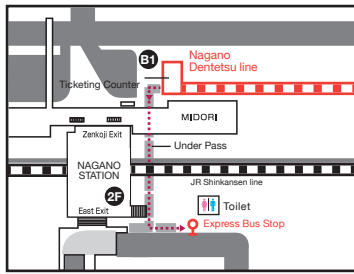 Nagano
Dentetsu line
B1
Ticketing Counter
MIDORI
Zenkoji Exit
Under Pass
NAGANO
STATION
2F
JR Shinkansen line
Toilet
East Exit
Express Bus Stop